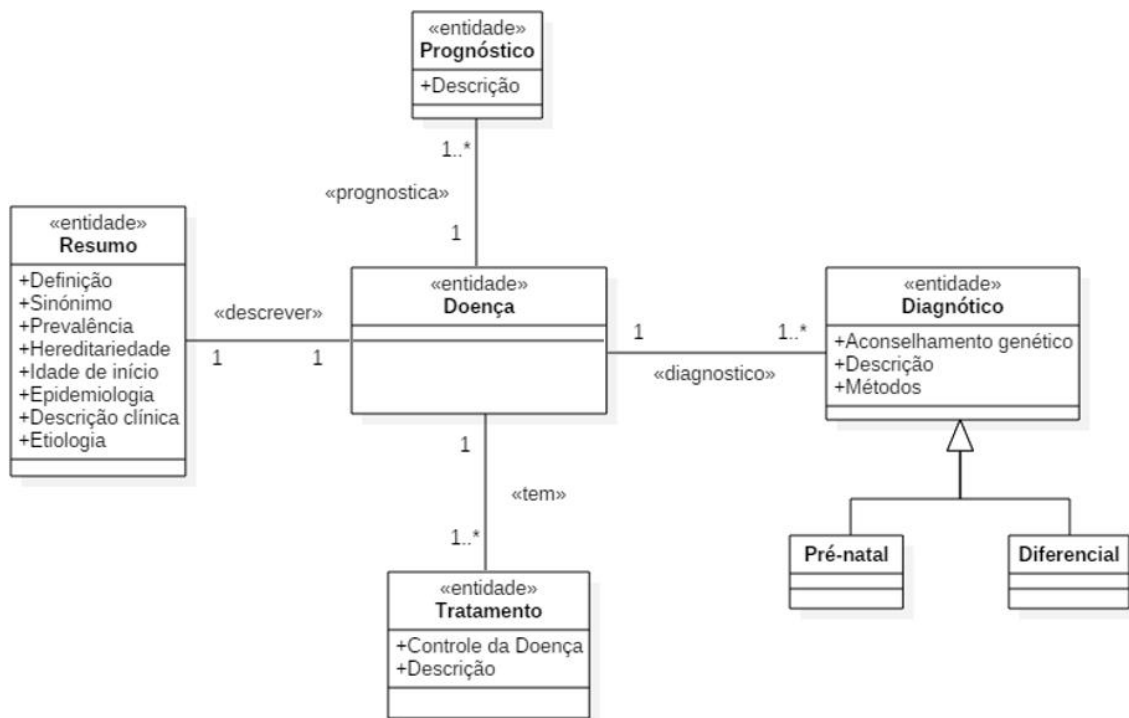 «entidade»
Prognóstico
+Descrição
1..*
«prognostica»
1
«entidade»
Resumo
+Definição
+Sinónimo
+Prevalência
+Hereditariedade
+Idade de início
+Epidemiologia
+Descrição clínica
+Etiologia
«descrever»
1
1
«entidade»
Doença
1
1..*
«diagnostico»
«entidade»
Diagnótico
+Aconselhamento genético
+Descrição
+Métodos
1
«tem»
1..*
Pré-natal
Diferencial
«entidade»
Tratamento
+Controle da Doença
+Descrição